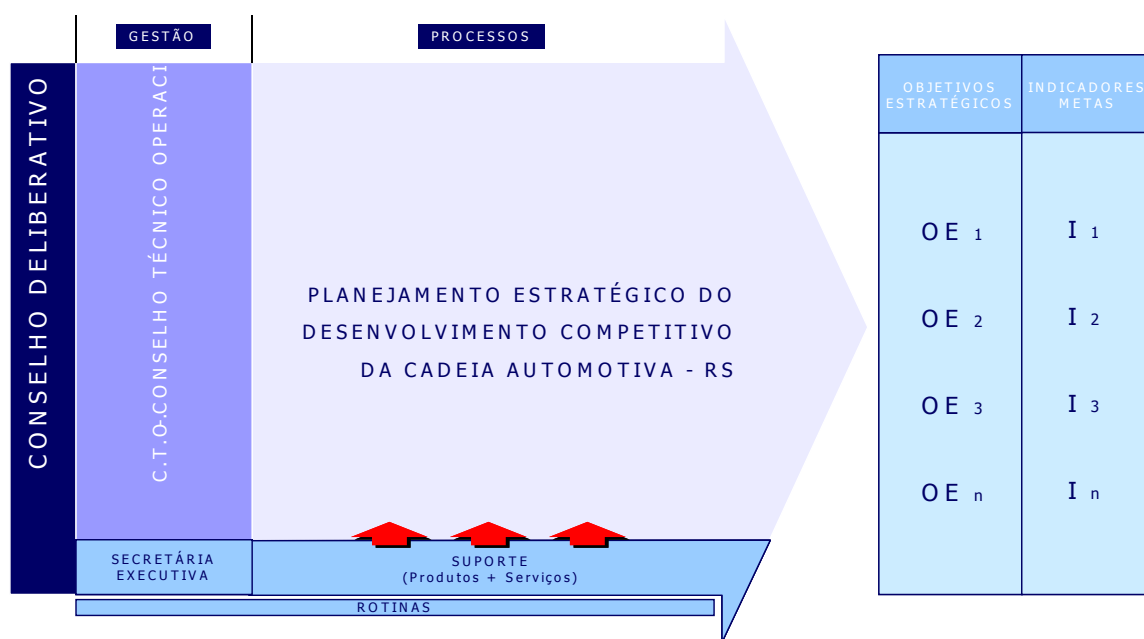 GESTÃO
PROCESSOS
CONSELHO DELIBERATIVO
C.T.O-.CONSELHO TÉCNICO OPERACI
PLANEJAMENTO ESTRATÉGICO DO
DESENVOLVIMENTO COMPETITIVO
DA CADEIA AUTOMOTIVA - RS
SECRETÁRIA
EXECUTIVA
SUPORTE
(Produtos + Serviços)
ROTINAS
OBJETIVOS
ESTRATÉGICOS
INDICADORES
METAS
OE 1
I 1
OE 2
I 2
OE 3
I 3
OE n
I n